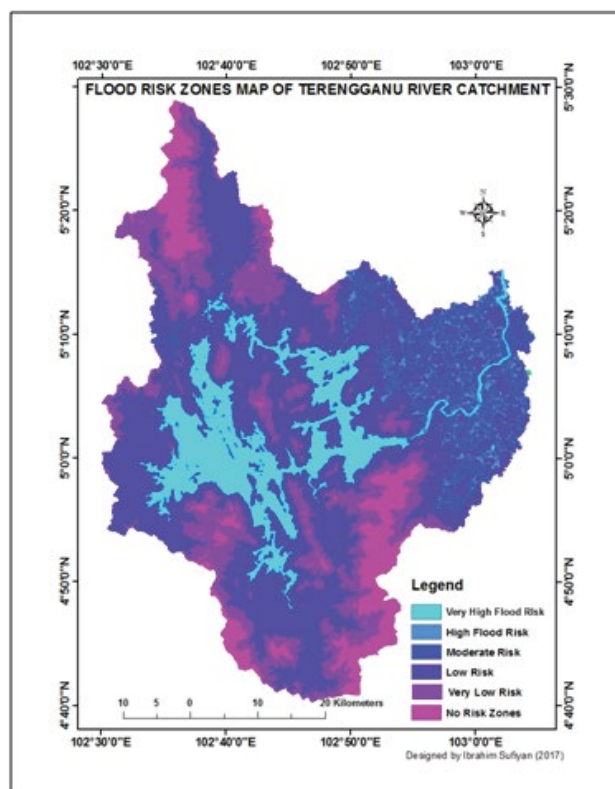 102°30'0"E 102°40'0"E 102°50'0"E 103°0'0"E
FLOOD RISK ZONES MAP OF TERENGGANU RIVER CATCHMENT
5°30'0"N
5°20'0"N 5°20'0"N
N
W E
S
5°10'0"N 5°10'0"N
5°0'0"N 5°0'0"N
4°50'0"N 4°50'0"N
Legend
Very High Flood Risk
High Flood Risk
Moderate Risk
Low Risk
Very Low Risk
No Risk Zones
10 5 0 10 20 Kilometers
4°40'0"N 4°40'0"N
102°30'0"E 102°40'0"E 102°50'0"E 103°0'0"E
Designed by Ibrahim Sufiyan (2017)